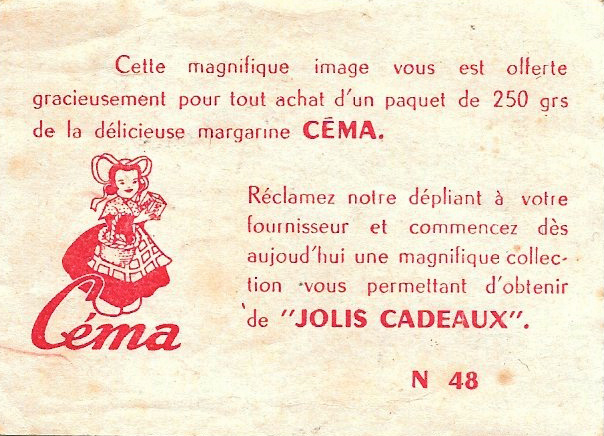 Cette magnifique image vous est offerte
gracieusement pour tout achat d'un paquet de 250 grs
de la délicieuse margarine CÉMA.
Réclamez notre dépliant à votre
fournisseur et commencez dès
aujourd'hui une magnifique collec-
tion vous permettant d'obtenir
de "JOLIS CADEAUX".
Céma
N 48